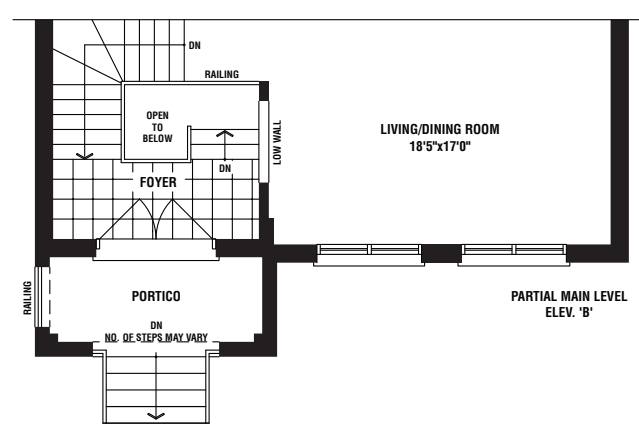 DN
RAILING
OPEN
TO
BELOW
LOW WALL
LIVING/DINING ROOM
18'5"x17'0"
DN
FOYER
RAILING
PORTICO
PARTIAL MAIN LEVEL
ELEV. 'B'
DN
NO. OF STEPS MAY VARY